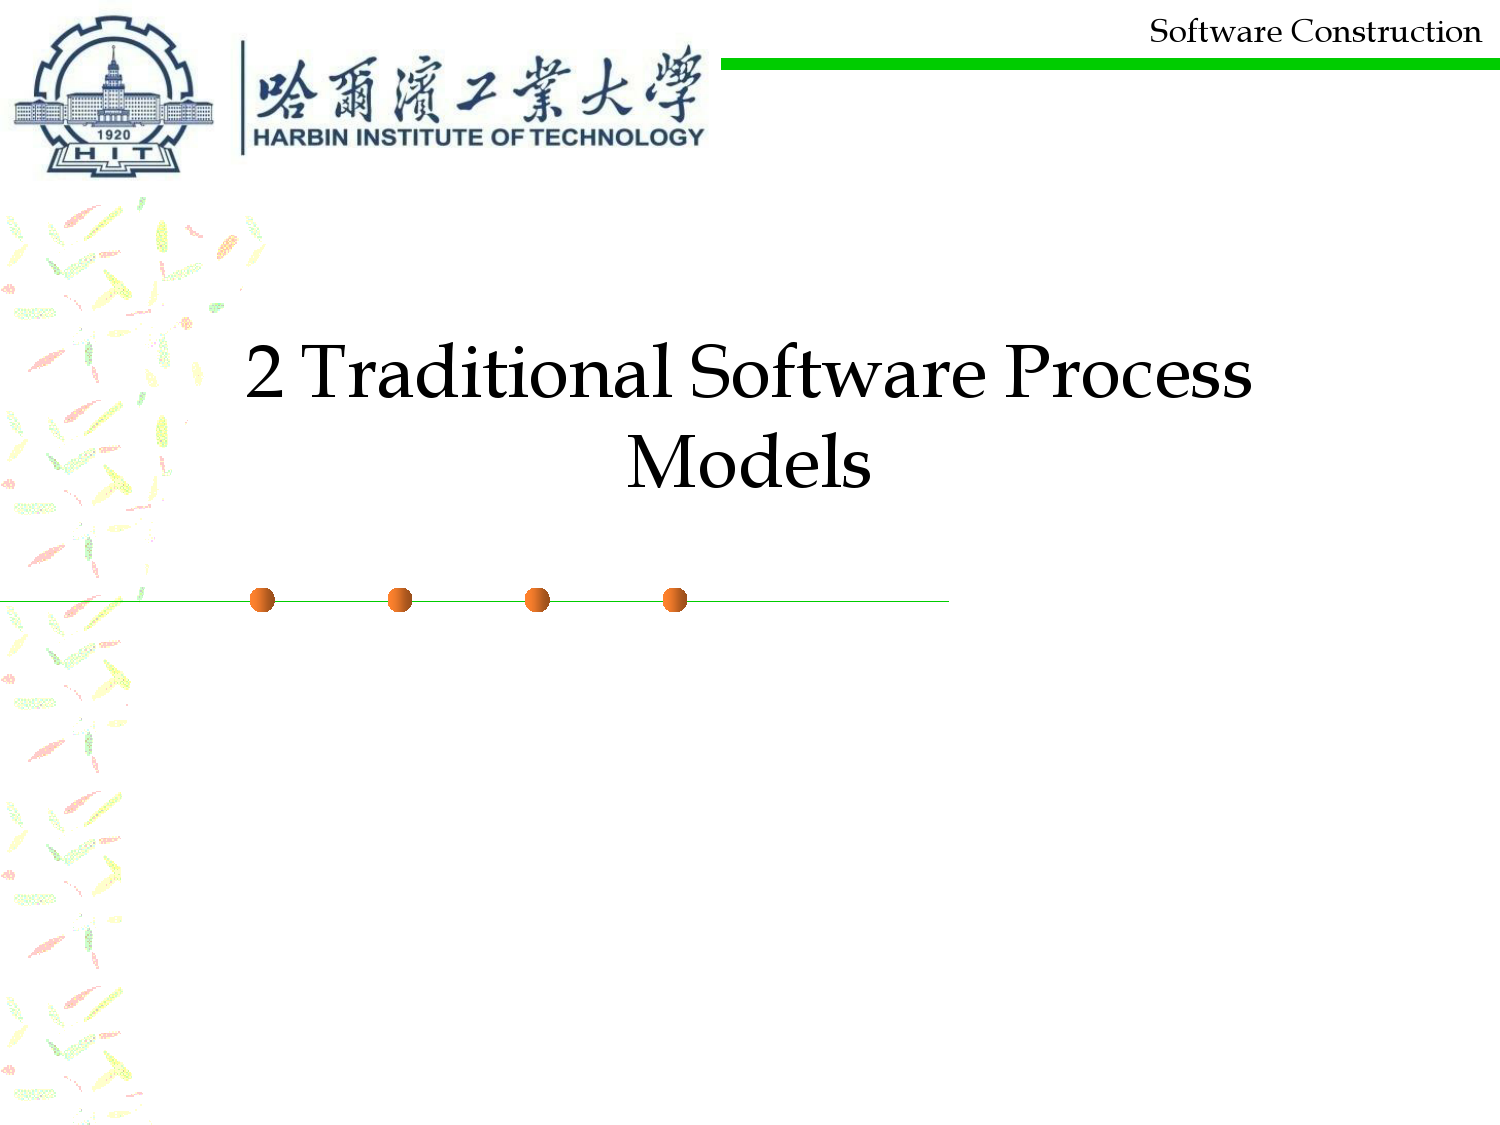 Software Construction
哈爾濱工業大學
HARBIN INSTITUTE OF TECHNOLOGY
1920
HIT
2 Traditional Software Process
Models